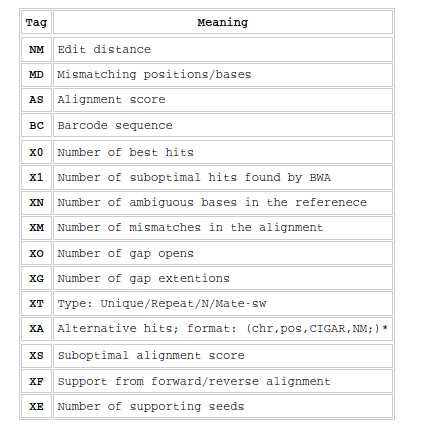 Tag Meaning
NM Edit distance
MD Mismatching positions/bases
AS Alignment score
BC Barcode sequence
X0 Number of best hits
X1 Number of suboptimal hits found by BWA
XN Number of ambiguous bases in the referenece
XM Number of mismatches in the alignment
XO Number of gap opens
XG Number of gap extentions
XT Type: Unique/Repeat/N/Mate-sw
XA Alternative hits; format: (chr,pos,CIGAR,NM;)*
XS Suboptimal alignment score
XF Support from forward/reverse alignment
XE Number of supporting seeds